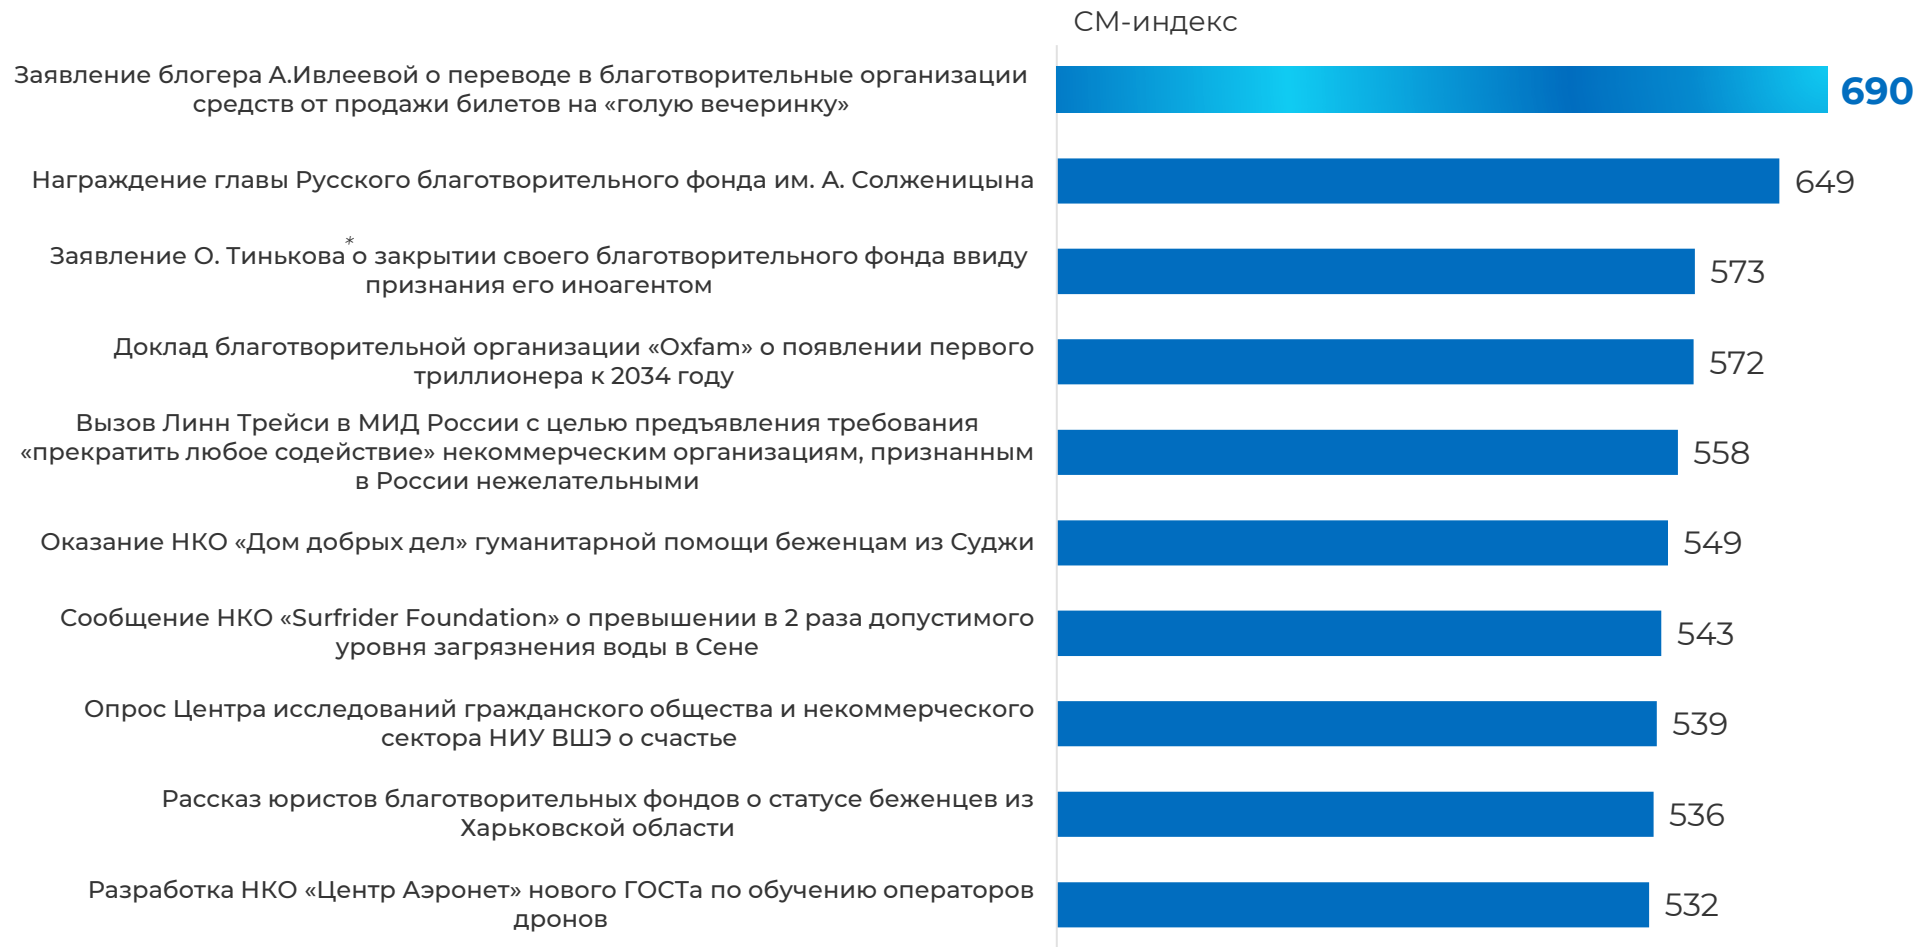 СМ-индекс
Заявление блогера А.Ивлеевой о переводе в благотворительные организации
средств от продажи билетов на «голую вечеринку»
690
Награждение главы Русского благотворительного фонда им. А. Солженицына
649
Заявление О. Тинькова* о закрытии своего благотворительного фонда ввиду
признания его иноагентом
573
Доклад благотворительной организации «Oxfam» о появлении первого
триллионера к 2034 году
572
Вызов Линн Трейси в МИД России с целью предъявления требования
«прекратить любое содействие» некоммерческим организациям, признанным
в России нежелательными
558
Оказание НКО «Дом добрых дел» гуманитарной помощи беженцам из Суджи
549
Сообщение НКО «Surfrider Foundation» о превышении в 2 раза допустимого
уровня загрязнения воды в Сене
543
Опрос Центра исследований гражданского общества и некоммерческого
сектора НИУ ВШЭ о счастье
539
Рассказ юристов благотворительных фондов о статусе беженцев из
Харьковской области
536
Разработка НКО «Центр Аэронет» нового ГОСТа по обучению операторов
дронов
532